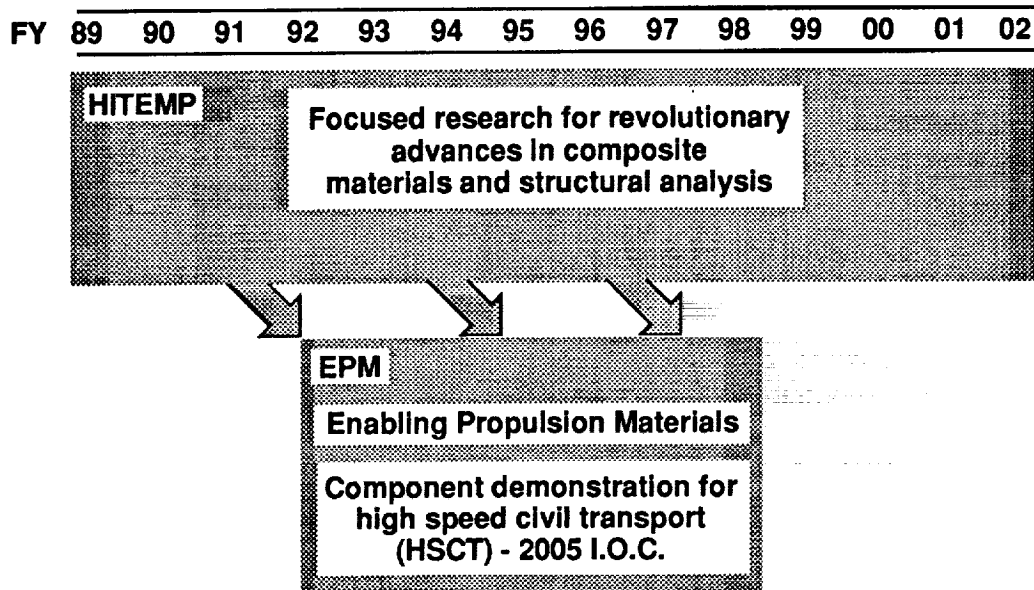 FY 89 90 91 92 93 94 95 96 97 98 99 00 01 02
HITEMP
Focused research for revolutionary
advances in composite
materials and structural analysis
EPM
Enabling Propulsion Materials
Component demonstration for
high speed civil transport
(HSCT) - 2005 I.O.C.